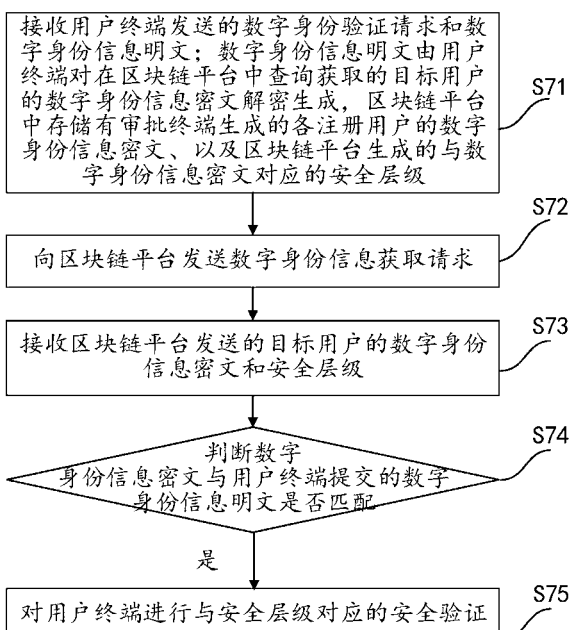 接收用户终端发送的数字身份验证请求和数
字身份信息明文；数字身份信息明文由用户
终端对在区块链平台中查询获取的目标用户
的数字身份信息密文解密生成，区块链平台
中存储有审批终端生成的各注册用户的数字
身份信息密文、以及区块链平台生成的与数
字身份信息密文对应的安全层级
S71
S72
向区块链平台发送数字身份信息获取请求
S73
接收区块链平台发送的目标用户的数字身份
信息密文和安全层级
S74
判断数字
身份信息密文与用户终端提交的数字
身份信息明文是否匹配
是
S75
对用户终端进行与安全层级对应的安全验证